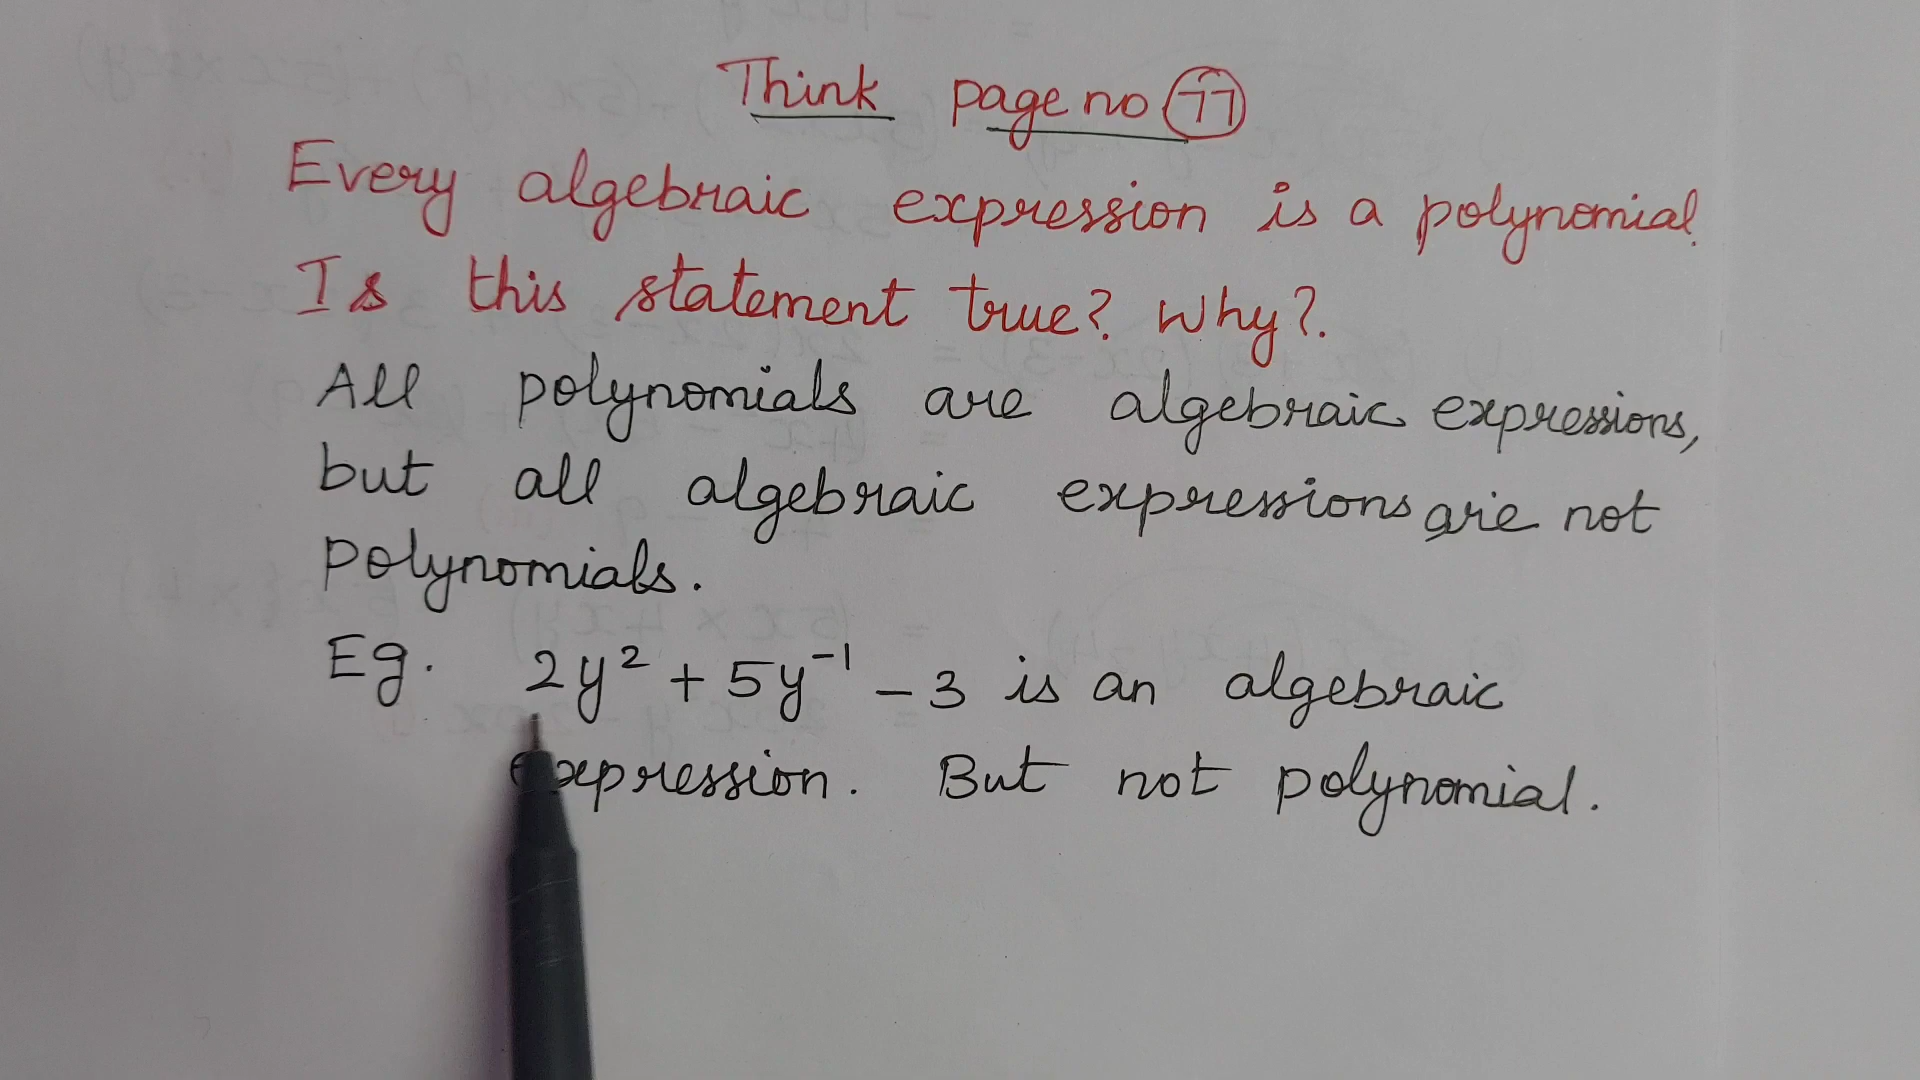 Think page no 77
Every algebraic expression is a polynomial.
Is this statement true? Why?.
All polynomials are algebraic expressions,
but all algebraic expressions are not
polynomials.
Eg. 2y² + 5y⁻¹ - 3 is an algebraic
expression. But not polynomial.